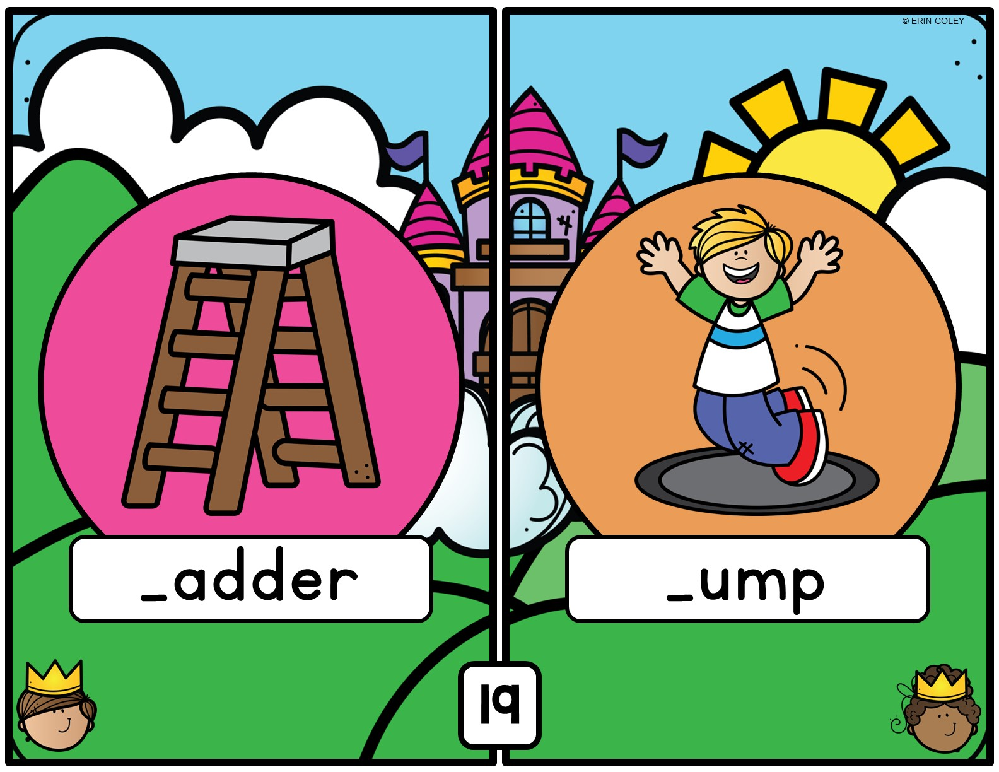 © ERIN COLEY
_adder
_ump
19